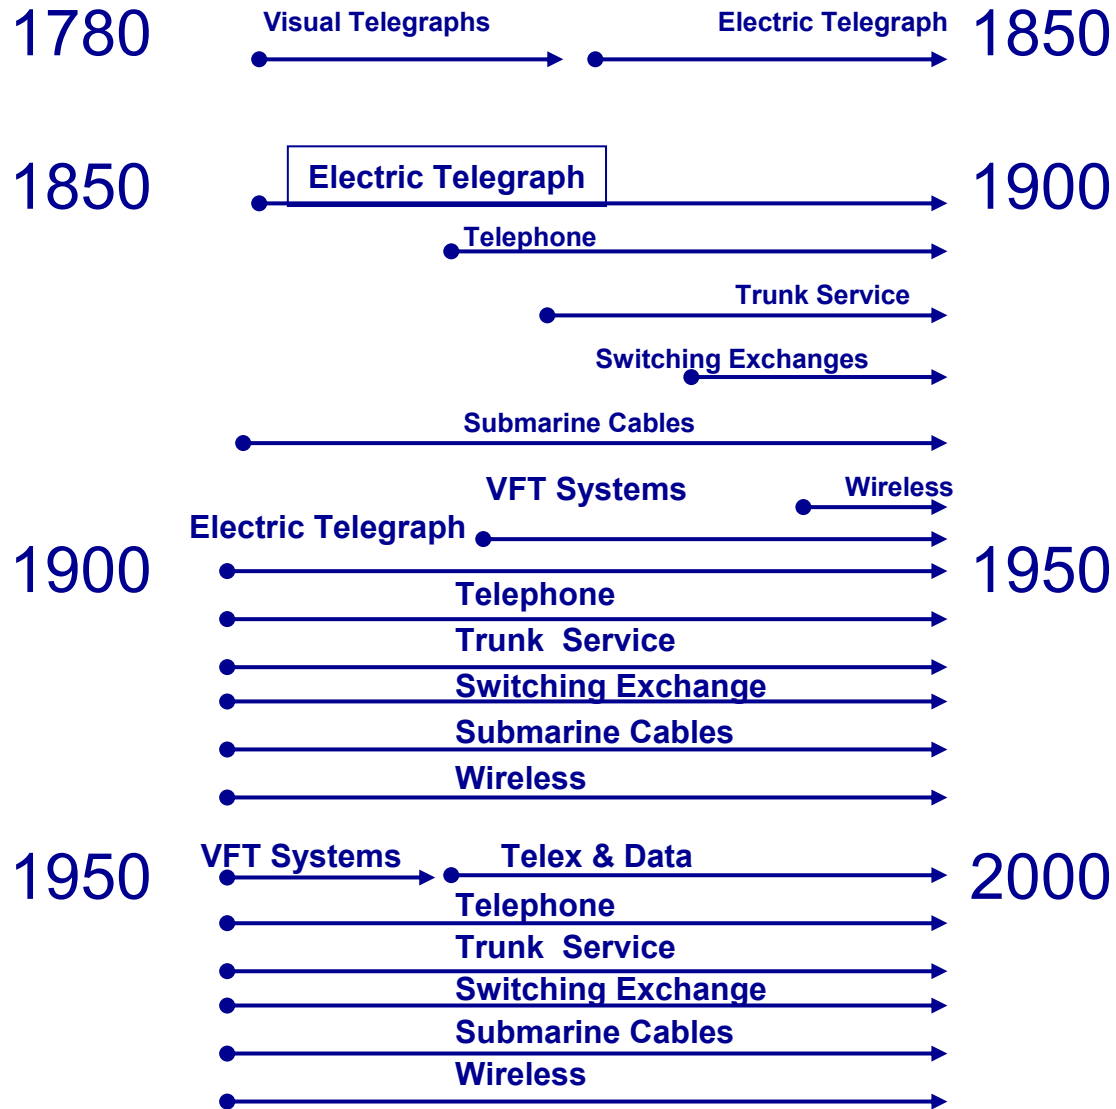 1780 Visual Telegraphs Electric Telegraph 1850
1850 Electric Telegraph 1900
Telephone
Trunk Service
Switching Exchanges
Submarine Cables
VFT Systems Wireless
Electric Telegraph
1900 1950
Telephone
Trunk Service
Switching Exchange
Submarine Cables
Wireless
1950 VFT Systems Telex & Data 2000
Telephone
Trunk Service
Switching Exchange
Submarine Cables
Wireless